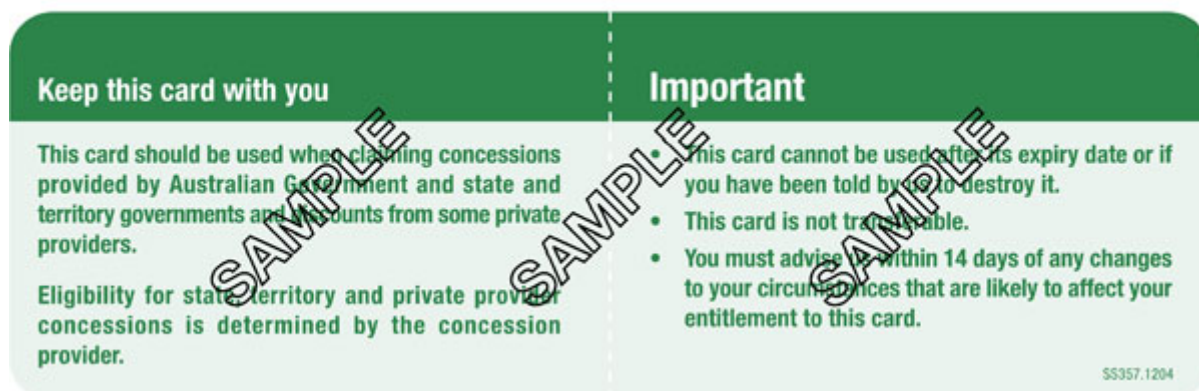 Keep this card with you
This card should be used when claiming concessions
provided by Australian Government and state and
territory governments and discounts from some private
providers.
Eligibility for state, territory and private provider
concessions is determined by the concession
provider.
Important
• This card cannot be used after its expiry date or if
you have been told by us to destroy it.
• This card is not transferable.
• You must advise us within 14 days of any changes
to your circumstances that are likely to affect your
entitlement to this card.
SS357.1204
SAMPLE
SAMPLE
SAMPLE